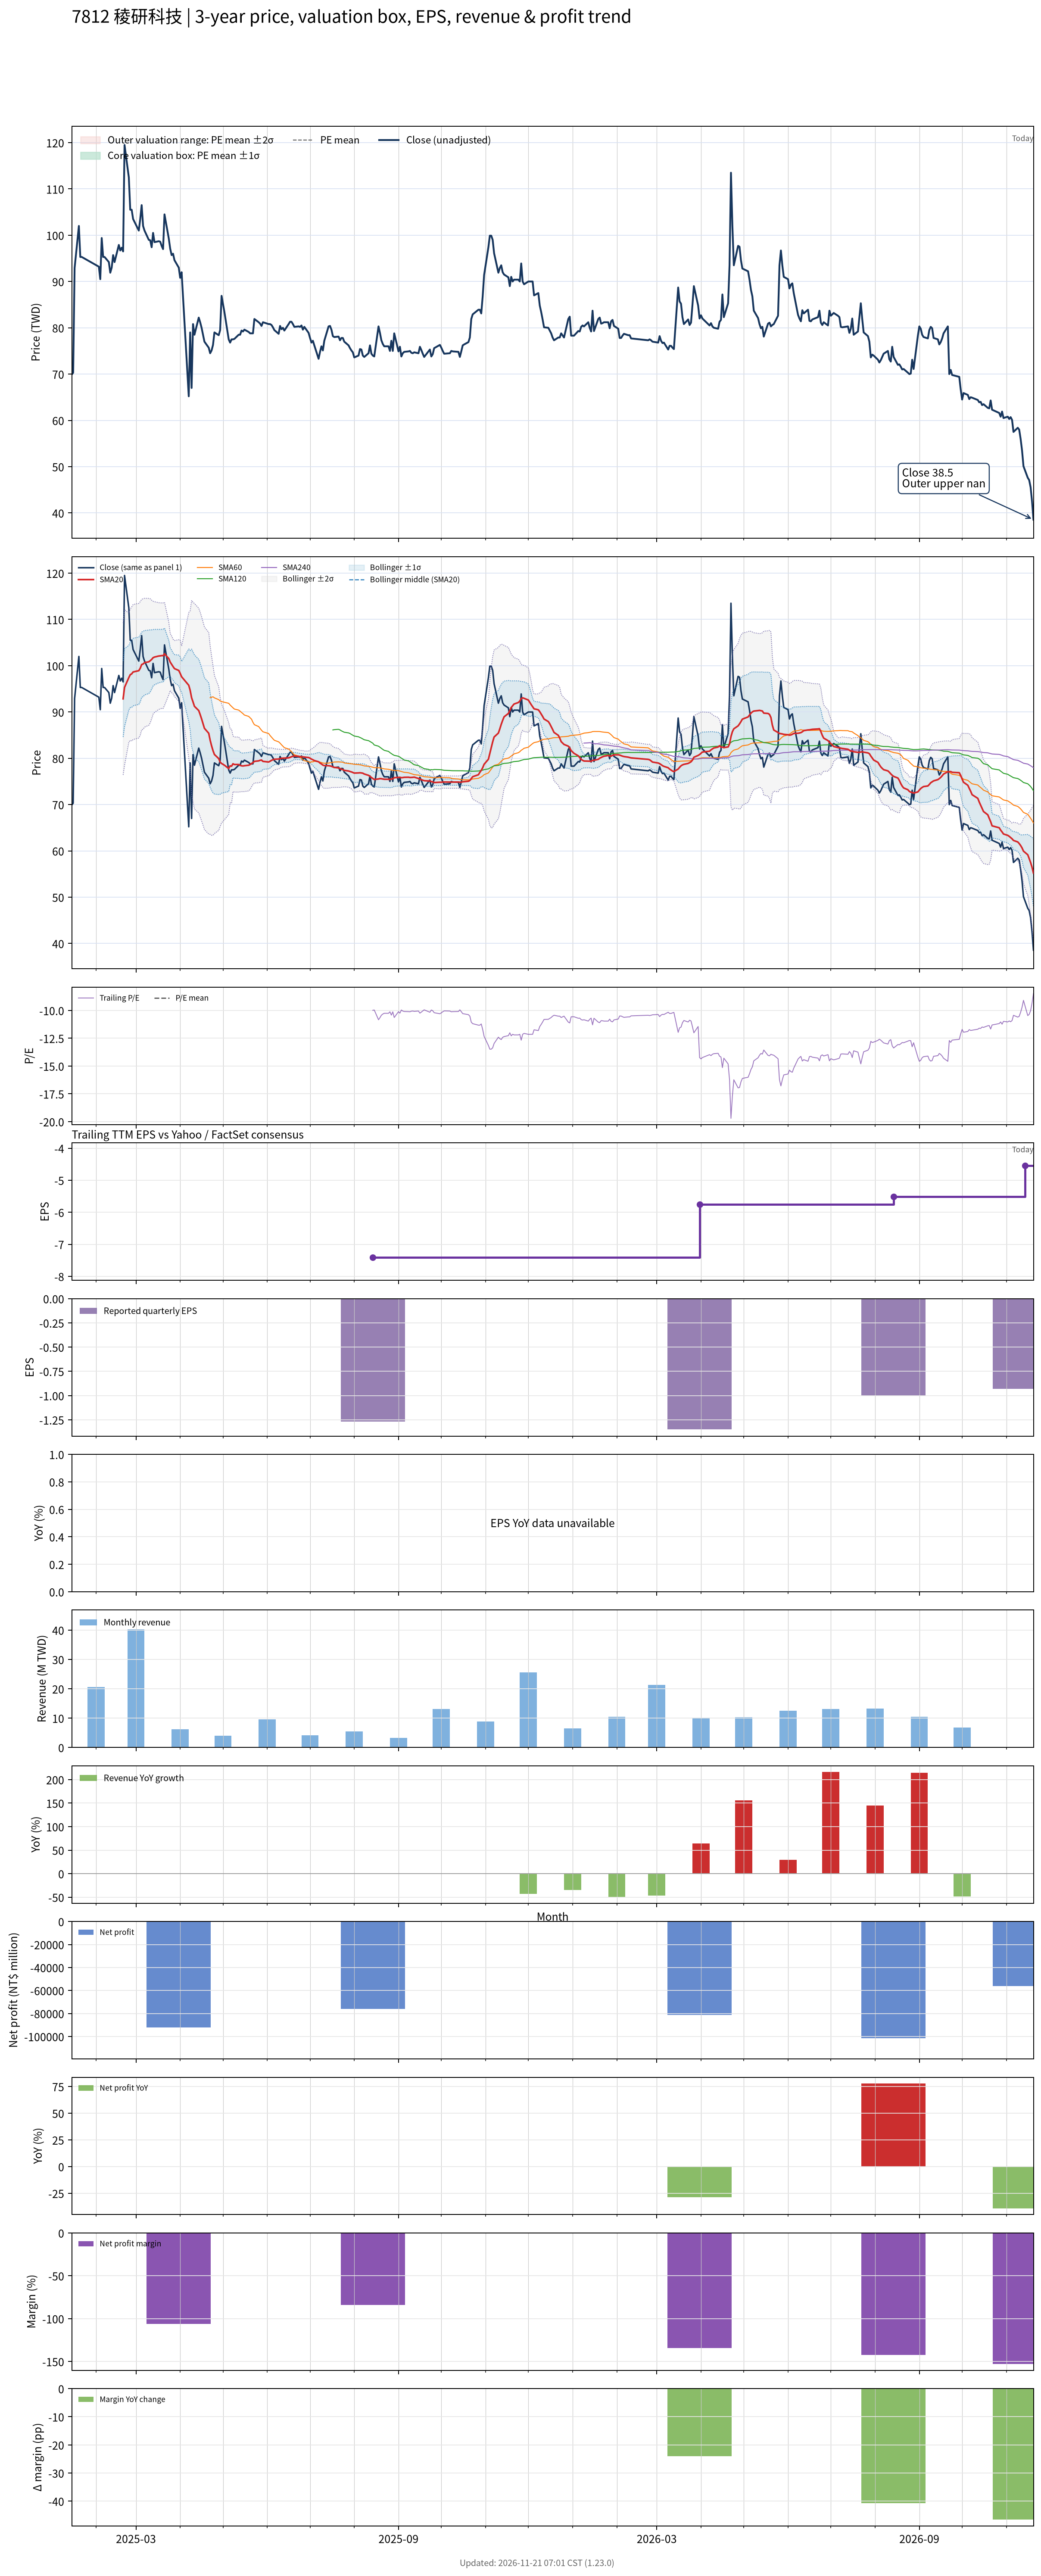 7812 稜研科技 | 3-year price, valuation box, EPS, revenue & profit trend
Outer valuation range: PE mean ±2σ
PE mean
Close (unadjusted)
Core valuation box: PE mean ±1σ
Today
Price (TWD)
120
110
100
90
80
70
60
50
40
Close 38.5
Outer upper nan
Close (same as panel 1)
SMA20
SMA60
SMA120
SMA240
Bollinger ±2σ
Bollinger ±1σ
Bollinger middle (SMA20)
Price
120
110
100
90
80
70
60
50
40
Trailing P/E
P/E mean
P/E
-10.0
-12.5
-15.0
-17.5
-20.0
Trailing TTM EPS vs Yahoo / FactSet consensus
Today
EPS
-4
-5
-6
-7
-8
Reported quarterly EPS
EPS
0.00
-0.25
-0.50
-0.75
-1.00
-1.25
YoY (%)
1.0
0.8
0.6
0.4
0.2
0.0
EPS YoY data unavailable
Monthly revenue
Revenue (M TWD)
40
30
20
10
0
Revenue YoY growth
YoY (%)
200
150
100
50
0
-50
Month
Net profit
Net profit (NT$ million)
0
-20000
-40000
-60000
-80000
-100000
Net profit YoY
YoY (%)
75
50
25
0
-25
Net profit margin
Margin (%)
0
-50
-100
-150
Margin YoY change
Δ margin (pp)
0
-10
-20
-30
-40
2025-03
2025-09
2026-03
2026-09
Updated: 2026-11-21 07:01 CST (1.23.0)